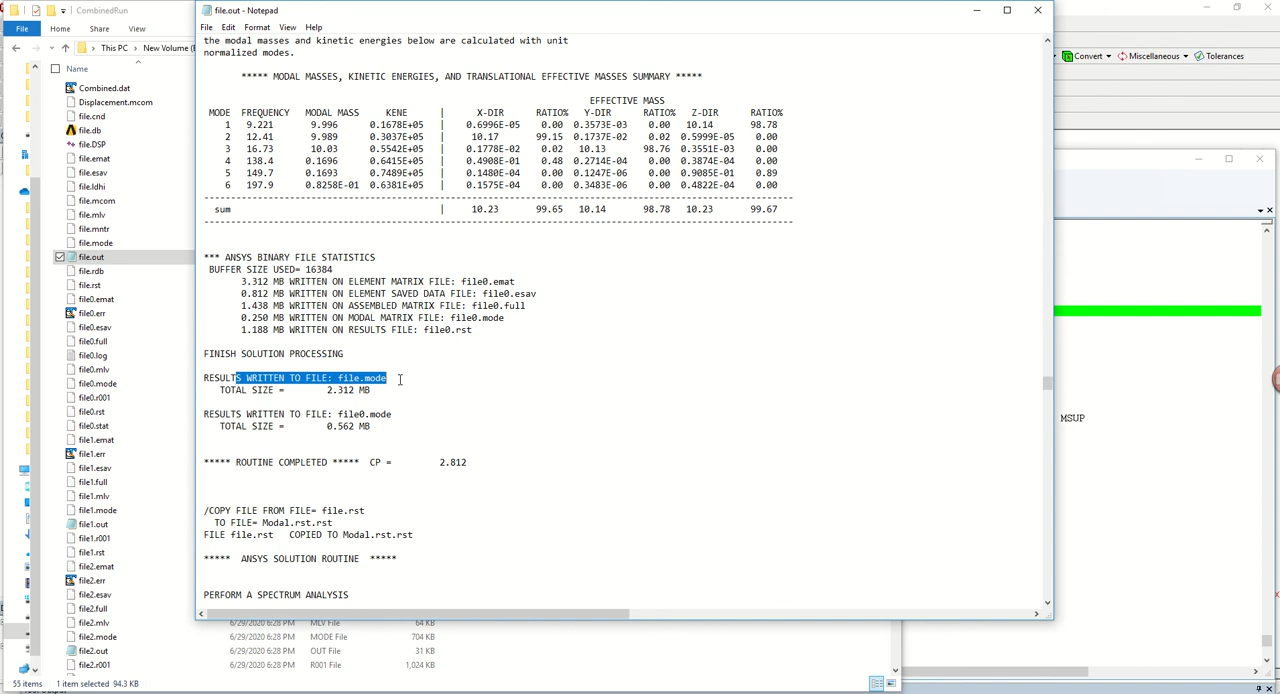 CombinedRun
File Home Share View
This PC > New Volume (
Name
Combined.dat
Displacement.mcom
file.cnd
file.db
file.DSP
file.emat
file.esav
file.ldhi
file.mcom
file.mlv
file.mntr
file.mode
file.out
file.rdb
file.rst
file0.emat
file0.err
file0.esav
file0.full
file0.log
file0.mlv
file0.mode
file0.r001
file0.rst
file0.stat
file1.emat
file1.err
file1.esav
file1.full
file1.mlv
file1.mode
file1.out
file1.r001
file1.rst
file2.emat
file2.err
file2.esav
file2.full
file2.mlv
file2.mode
file2.out
file2.r001
6/29/2020 6:28 PM MLV File 64 KB
6/29/2020 6:28 PM MODE File 704 KB
6/29/2020 6:28 PM OUT File 31 KB
6/29/2020 6:28 PM R001 File 1,024 KB
55 items 1 item selected 94.3 KB
file.out - Notepad
File Edit Format View Help
the modal masses and kinetic energies below are calculated with unit
normalized modes.
***** MODAL MASSES, KINETIC ENERGIES, AND TRANSLATIONAL EFFECTIVE MASSES SUMMARY *****
EFFECTIVE MASS
MODE FREQUENCY MODAL MASS KENE | X-DIR RATIO% Y-DIR RATIO% Z-DIR RATIO%
1 9.221 9.996 0.1678E+05 | 0.6996E-05 0.00 0.3573E-03 0.00 10.14 98.78
2 12.41 9.989 0.3037E+05 | 10.17 99.15 0.1737E-02 0.02 0.5999E-05 0.00
3 16.73 10.03 0.5542E+05 | 0.1778E-02 0.02 10.13 98.76 0.3551E-03 0.00
4 138.4 0.1696 0.6415E+05 | 0.4908E-01 0.48 0.2714E-04 0.00 0.3874E-04 0.00
5 149.7 0.1693 0.7489E+05 | 0.1480E-04 0.00 0.1247E-06 0.00 0.9085E-01 0.89
6 197.9 0.8258E-01 0.6381E+05 | 0.1575E-04 0.00 0.3483E-06 0.00 0.4822E-04 0.00
sum | 10.23 99.65 10.14 98.78 10.23 99.67
*** ANSYS BINARY FILE STATISTICS
BUFFER SIZE USED= 16384
3.312 MB WRITTEN ON ELEMENT MATRIX FILE: file0.emat
0.812 MB WRITTEN ON ELEMENT SAVED DATA FILE: file0.esav
1.438 MB WRITTEN ON ASSEMBLED MATRIX FILE: file0.full
0.250 MB WRITTEN ON MODAL MATRIX FILE: file0.mode
1.188 MB WRITTEN ON RESULTS FILE: file0.rst
FINISH SOLUTION PROCESSING
RESULTS WRITTEN TO FILE: file.mode
TOTAL SIZE = 2.312 MB
RESULTS WRITTEN TO FILE: file0.mode
TOTAL SIZE = 0.562 MB
***** ROUTINE COMPLETED ***** CP = 2.812
/COPY FILE FROM FILE= file.rst
TO FILE= Modal.rst.rst
FILE file.rst COPIED TO Modal.rst.rst
***** ANSYS SOLUTION ROUTINE *****
PERFORM A SPECTRUM ANALYSIS
Convert Miscellaneous Tolerances
MSUP